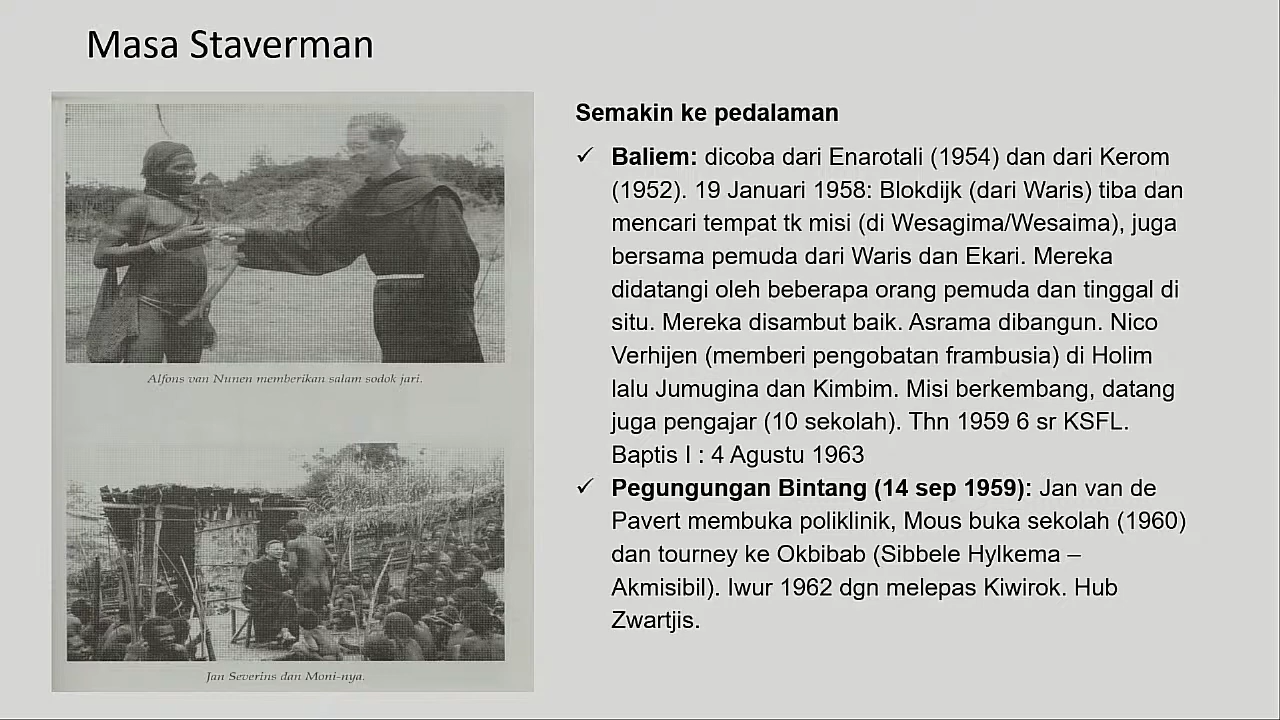 Masa Staverman
Alfons van Nunen memberikan salam sodok jari.
Jan Severins dan Moni-nya.
Semakin ke pedalaman
✓ Baliem: dicoba dari Enarotali (1954) dan dari Kerom
(1952). 19 Januari 1958: Blokdijk (dari Waris) tiba dan
mencari tempat tk misi (di Wesagima/Wesaima), juga
bersama pemuda dari Waris dan Ekari. Mereka
didatangi oleh beberapa orang pemuda dan tinggal di
situ. Mereka disambut baik. Asrama dibangun. Nico
Verhijen (memberi pengobatan frambusia) di Holim
lalu Jumugina dan Kimbim. Misi berkembang, datang
juga pengajar (10 sekolah). Thn 1959 6 sr KSFL.
Baptis I : 4 Agustu 1963
✓ Pegungungan Bintang (14 sep 1959): Jan van de
Pavert membuka poliklinik, Mous buka sekolah (1960)
dan tourney ke Okbibab (Sibbele Hylkema –
Akmisibil). Iwur 1962 dgn melepas Kiwirok. Hub
Zwartjis.